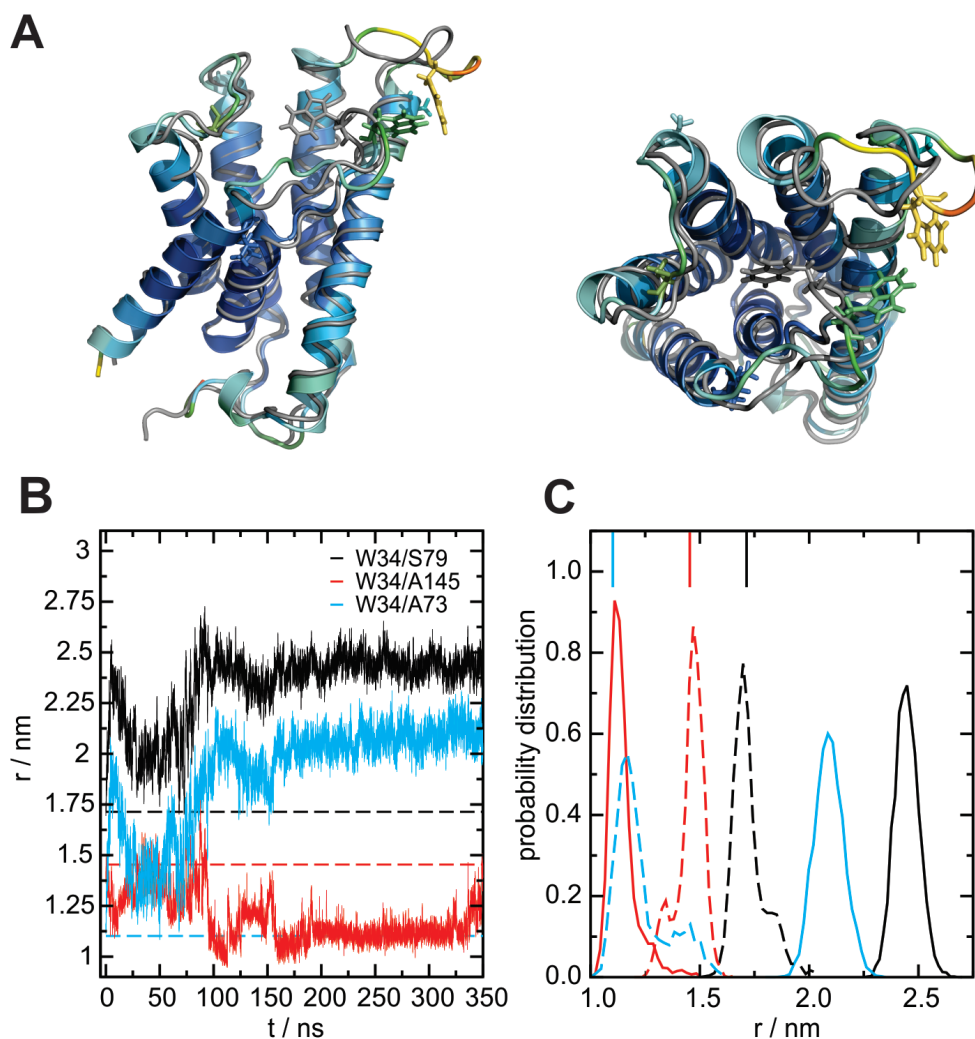 A
B
3
2.75
2.5
2.25
2
1.75
1.5
1.25
1
r / nm
W34/S79
W34/A145
W34/A73
0 50 100 150 200 250 300 350
t / ns
C
1.0
0.8
0.6
0.4
0.2
0.0
probability distribution
1.0 1.5 2.0 2.5
r / nm